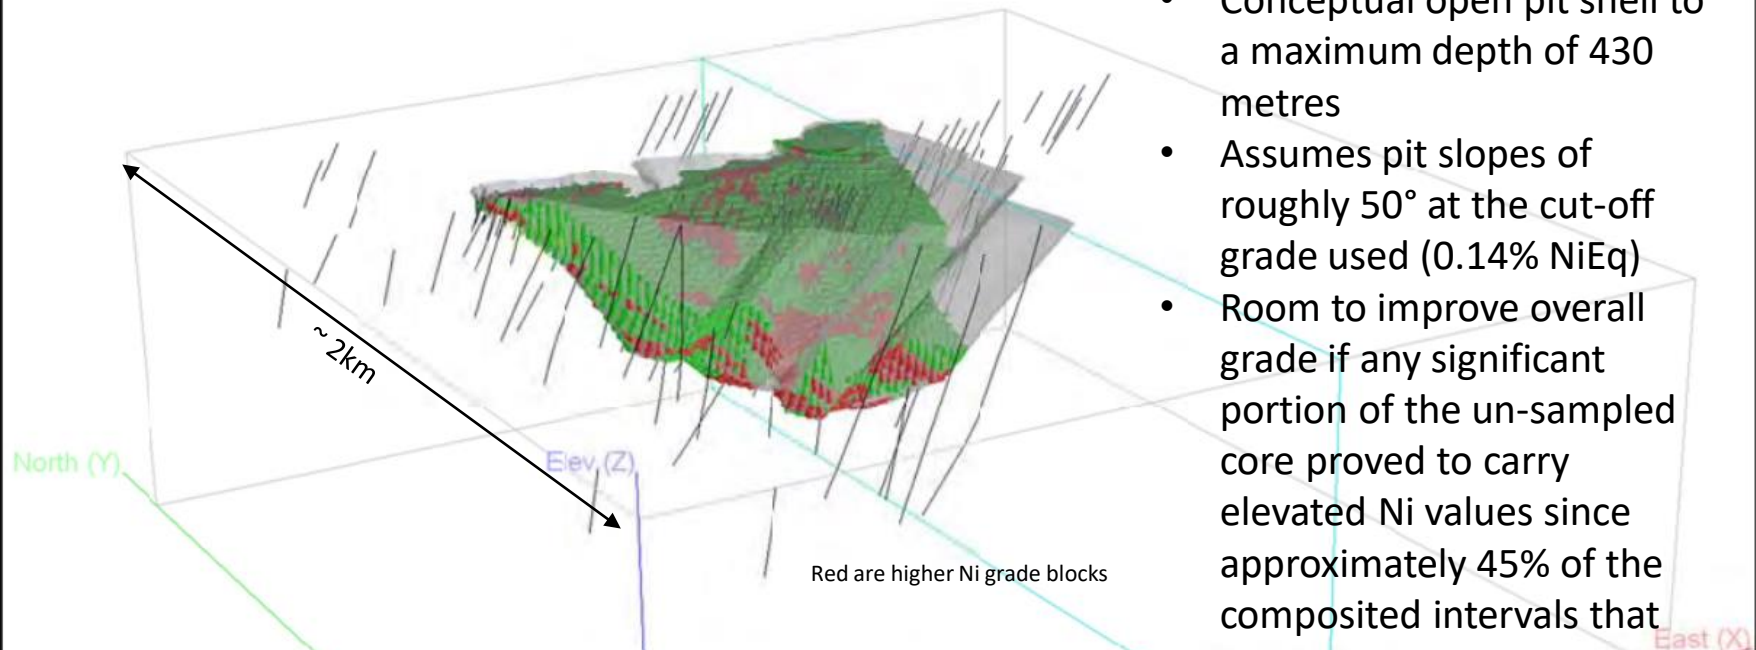 • Conceptual open pit shell to
a maximum depth of 430
metres
• Assumes pit slopes of
roughly 50° at the cut-off
grade used (0.14% NiEq)
• Room to improve overall
grade if any significant
portion of the un-sampled
core proved to carry
elevated Ni values since
approximately 45% of the
composited intervals that
~ 2km
North (Y)
Elev (Z)
Red are higher Ni grade blocks
East (X)